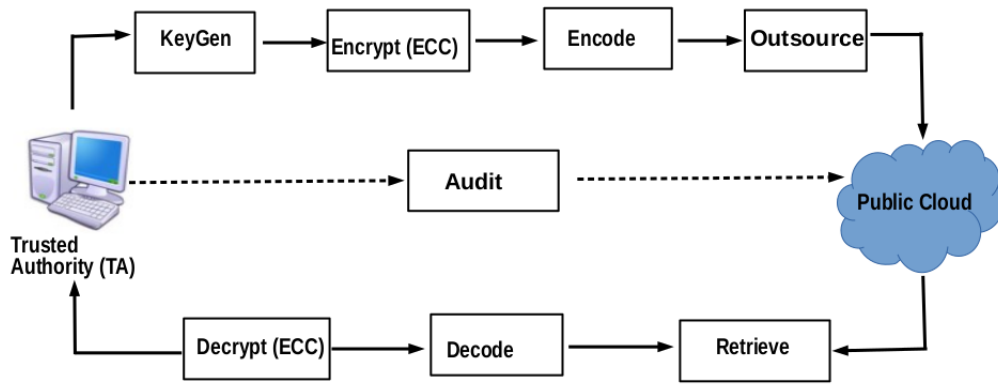 KeyGen
Encrypt (ECC)
Encode
Outsource
Audit
Public Cloud
Trusted
Authority (TA)
Decrypt (ECC)
Decode
Retrieve